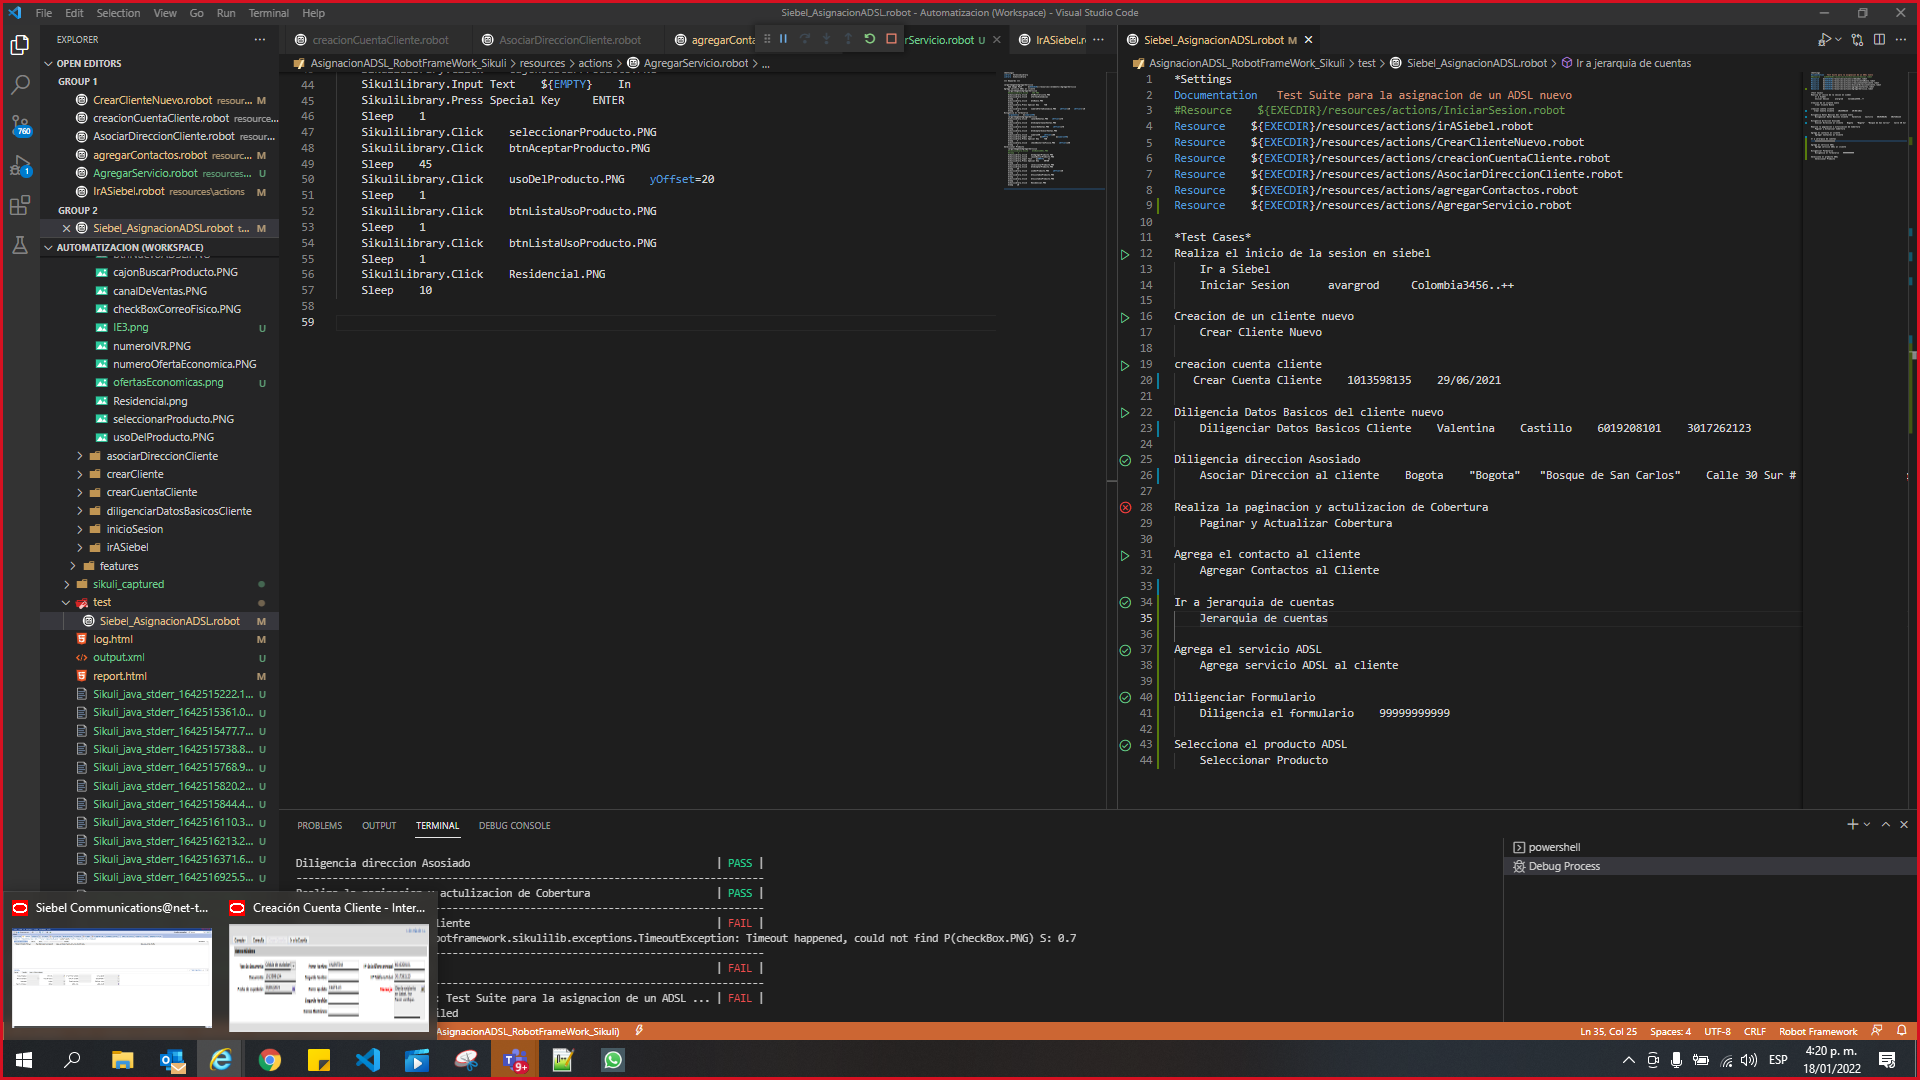 File Edit Selection View Go Run Terminal Help
Siebel_AsignacionADSL.robot - Automatizacion (Workspace) - Visual Studio Code
EXPLORER
OPEN EDITORS
GROUP 1
CrearClienteNuevo.robot resour... M
creacionCuentaCliente.robot resource...
AsociarDireccionCliente.robot resour...
agregarContactos.robot resourc... M
AgregarServicio.robot resources... U
IrASiebel.robot resources\actions M
GROUP 2
Siebel_AsignacionADSL.robot t... M
AUTOMATIZACION (WORKSPACE)
cajonBuscarProducto.PNG
canalDeVentas.PNG
checkBoxCorreoFisico.PNG
IE3.png U
numeroIVR.PNG
numeroOfertaEconomica.PNG
ofertasEconomicas.png U
Residencial.png
seleccionarProducto.PNG
usoDelProducto.PNG
asociarDireccionCliente
crearCliente
crearCuentaCliente
diligenciarDatosBasicosCliente
inicioSesion
irASiebel
features
sikuli_captured
test
Siebel_AsignacionADSL.robot M
log.html M
output.xml U
report.html M
Sikuli_java_stderr_1642515222.1... U
Sikuli_java_stderr_1642515361.0... U
Sikuli_java_stderr_1642515477.7... U
Sikuli_java_stderr_1642515738.8... U
Sikuli_java_stderr_1642515768.9... U
Sikuli_java_stderr_1642515820.2... U
Sikuli_java_stderr_1642515844.4... U
Sikuli_java_stderr_1642516110.3... U
Sikuli_java_stderr_1642516213.2... U
Sikuli_java_stderr_1642516371.6... U
Sikuli_java_stderr_1642516925.5... U
760
1
creacionCuentaCliente.robot AsociarDireccionCliente.robot agregarConta rServicio.robot U IrASiebel.r
AsignacionADSL_RobotFrameWork_Sikuli > resources > actions > AgregarServicio.robot > ...
44 SikuliLibrary.Input Text ${EMPTY} In
45 SikuliLibrary.Press Special Key ENTER
46 Sleep 1
47 SikuliLibrary.Click seleccionarProducto.PNG
48 SikuliLibrary.Click btnAceptarProducto.PNG
49 Sleep 45
50 SikuliLibrary.Click usoDelProducto.PNG yOffset=20
51 Sleep 1
52 SikuliLibrary.Click btnListaUsoProducto.PNG
53 Sleep 1
54 SikuliLibrary.Click btnListaUsoProducto.PNG
55 Sleep 1
56 SikuliLibrary.Click Residencial.PNG
57 Sleep 10
58
59
Siebel_AsignacionADSL.robot M
AsignacionADSL_RobotFrameWork_Sikuli > test > Siebel_AsignacionADSL.robot > Ir a jerarquia de cuentas
1 *Settings
2 Documentation Test Suite para la asignacion de un ADSL nuevo
3 #Resource ${EXECDIR}/resources/actions/IniciarSesion.robot
4 Resource ${EXECDIR}/resources/actions/irASiebel.robot
5 Resource ${EXECDIR}/resources/actions/CrearClienteNuevo.robot
6 Resource ${EXECDIR}/resources/actions/creacionCuentaCliente.robot
7 Resource ${EXECDIR}/resources/actions/AsociarDireccionCliente.robot
8 Resource ${EXECDIR}/resources/actions/agregarContactos.robot
9 Resource ${EXECDIR}/resources/actions/AgregarServicio.robot
10
11 *Test Cases*
12 Realiza el inicio de la sesion en siebel
13 Ir a Siebel
14 Iniciar Sesion avargrod Colombia3456..++
15
16 Creacion de un cliente nuevo
17 Crear Cliente Nuevo
18
19 creacion cuenta cliente
20 Crear Cuenta Cliente 1013598135 29/06/2021
21
22 Diligencia Datos Basicos del cliente nuevo
23 Diligenciar Datos Basicos Cliente Valentina Castillo 6019208101 3017262123
24
25 Diligencia direccion Asosiado
26 Asociar Direccion al cliente Bogota "Bogota" "Bosque de San Carlos" Calle 30 Sur #
27
28 Realiza la paginacion y actulizacion de Cobertura
29 Paginar y Actualizar Cobertura
30
31 Agrega el contacto al cliente
32 Agregar Contactos al Cliente
33
34 Ir a jerarquia de cuentas
35 Jerarquia de cuentas
36
37 Agrega el servicio ADSL
38 Agrega servicio ADSL al cliente
39
40 Diligenciar Formulario
41 Diligencia el formulario 99999999999
42
43 Selecciona el producto ADSL
44 Seleccionar Producto
PROBLEMS OUTPUT TERMINAL DEBUG CONSOLE
Diligencia direccion Asosiado | PASS |
actulizacion de Cobertura | PASS |
liente | FAIL |
otframework.sikulilib.exceptions.TimeoutException: Timeout happened, could not find P(checkBox.PNG) S: 0.7
| FAIL |
: Test Suite para la asignacion de un ADSL ... | FAIL |
iled
powershell
Debug Process
Siebel Communications@net-t...
Creación Cuenta Cliente - Inter...
AsignacionADSL_RobotFrameWork_Sikuli)
Ln 35, Col 25 Spaces: 4 UTF-8 CRLF Robot Framework
9+
ESP
4:20 p. m.
18/01/2022